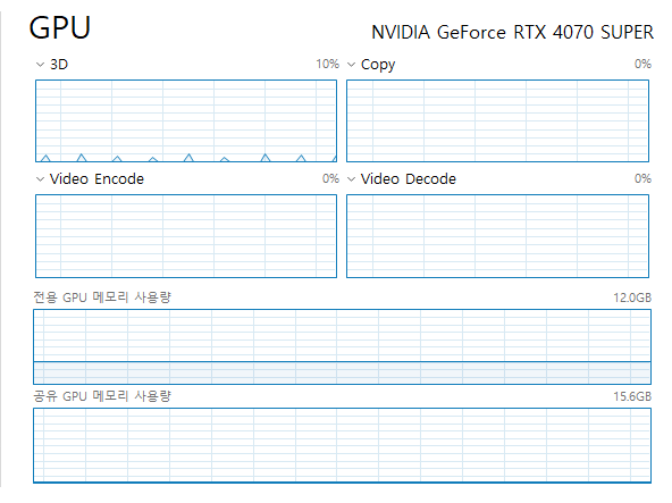 GPU NVIDIA GeForce RTX 4070 SUPER
3D 10% Copy 0%
Video Encode 0% Video Decode 0%
전용 GPU 메모리 사용량 12.0GB
공유 GPU 메모리 사용량 15.6GB